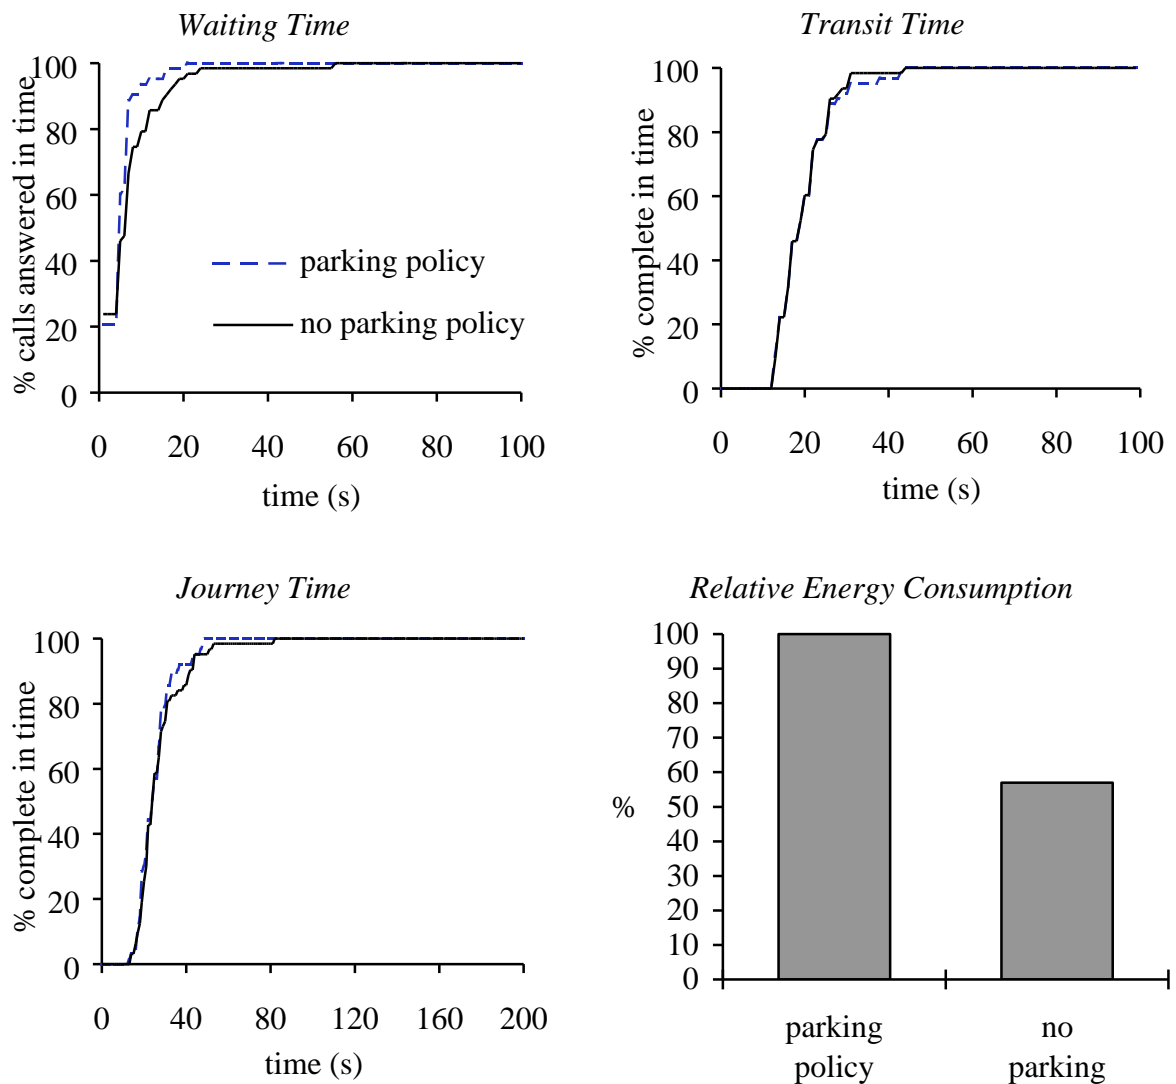 Waiting Time
% calls answered in time
100
80
60
40
20
0
parking policy
no parking policy
0 20 40 60 80 100
time (s)
Transit Time
% complete in time
100
80
60
40
20
0
0 20 40 60 80 100
time (s)
Journey Time
% complete in time
100
80
60
40
20
0
0 40 80 120 160 200
time (s)
Relative Energy Consumption
%
100
90
80
70
60
50
40
30
20
10
0
parking
policy
no
parking